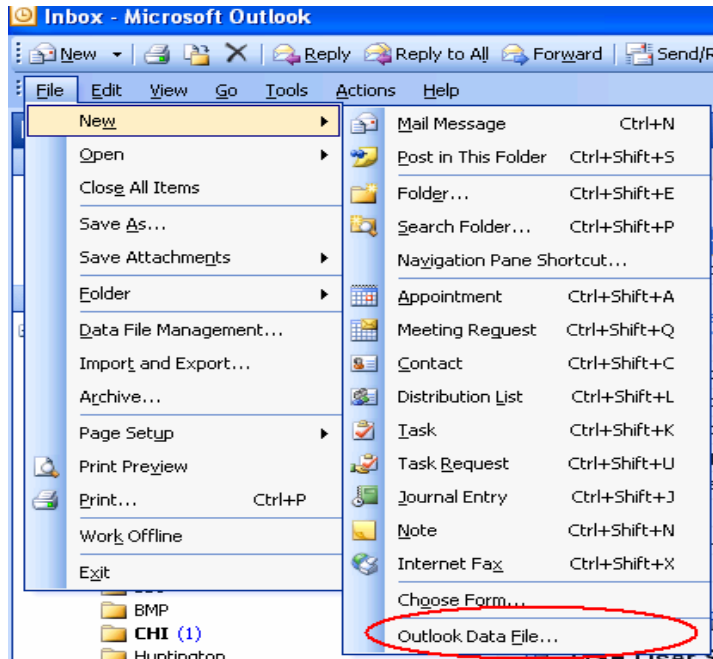 Inbox - Microsoft Outlook
New Reply Reply to All Forward Send/R
File Edit View Go Tools Actions Help
New
Open
Close All Items
Save As...
Save Attachments
Folder
Data File Management...
Import and Export...
Archive...
Page Setup
Print Preview
Print... Ctrl+P
Work Offline
Exit
Mail Message Ctrl+N
Post in This Folder Ctrl+Shift+S
Folder... Ctrl+Shift+E
Search Folder... Ctrl+Shift+P
Navigation Pane Shortcut...
Appointment Ctrl+Shift+A
Meeting Request Ctrl+Shift+Q
Contact Ctrl+Shift+C
Distribution List Ctrl+Shift+L
Task Ctrl+Shift+K
Task Request Ctrl+Shift+U
Journal Entry Ctrl+Shift+J
Note Ctrl+Shift+N
Internet Fax Ctrl+Shift+X
Choose Form...
Outlook Data File...
BMP
CHI (1)
Huntington